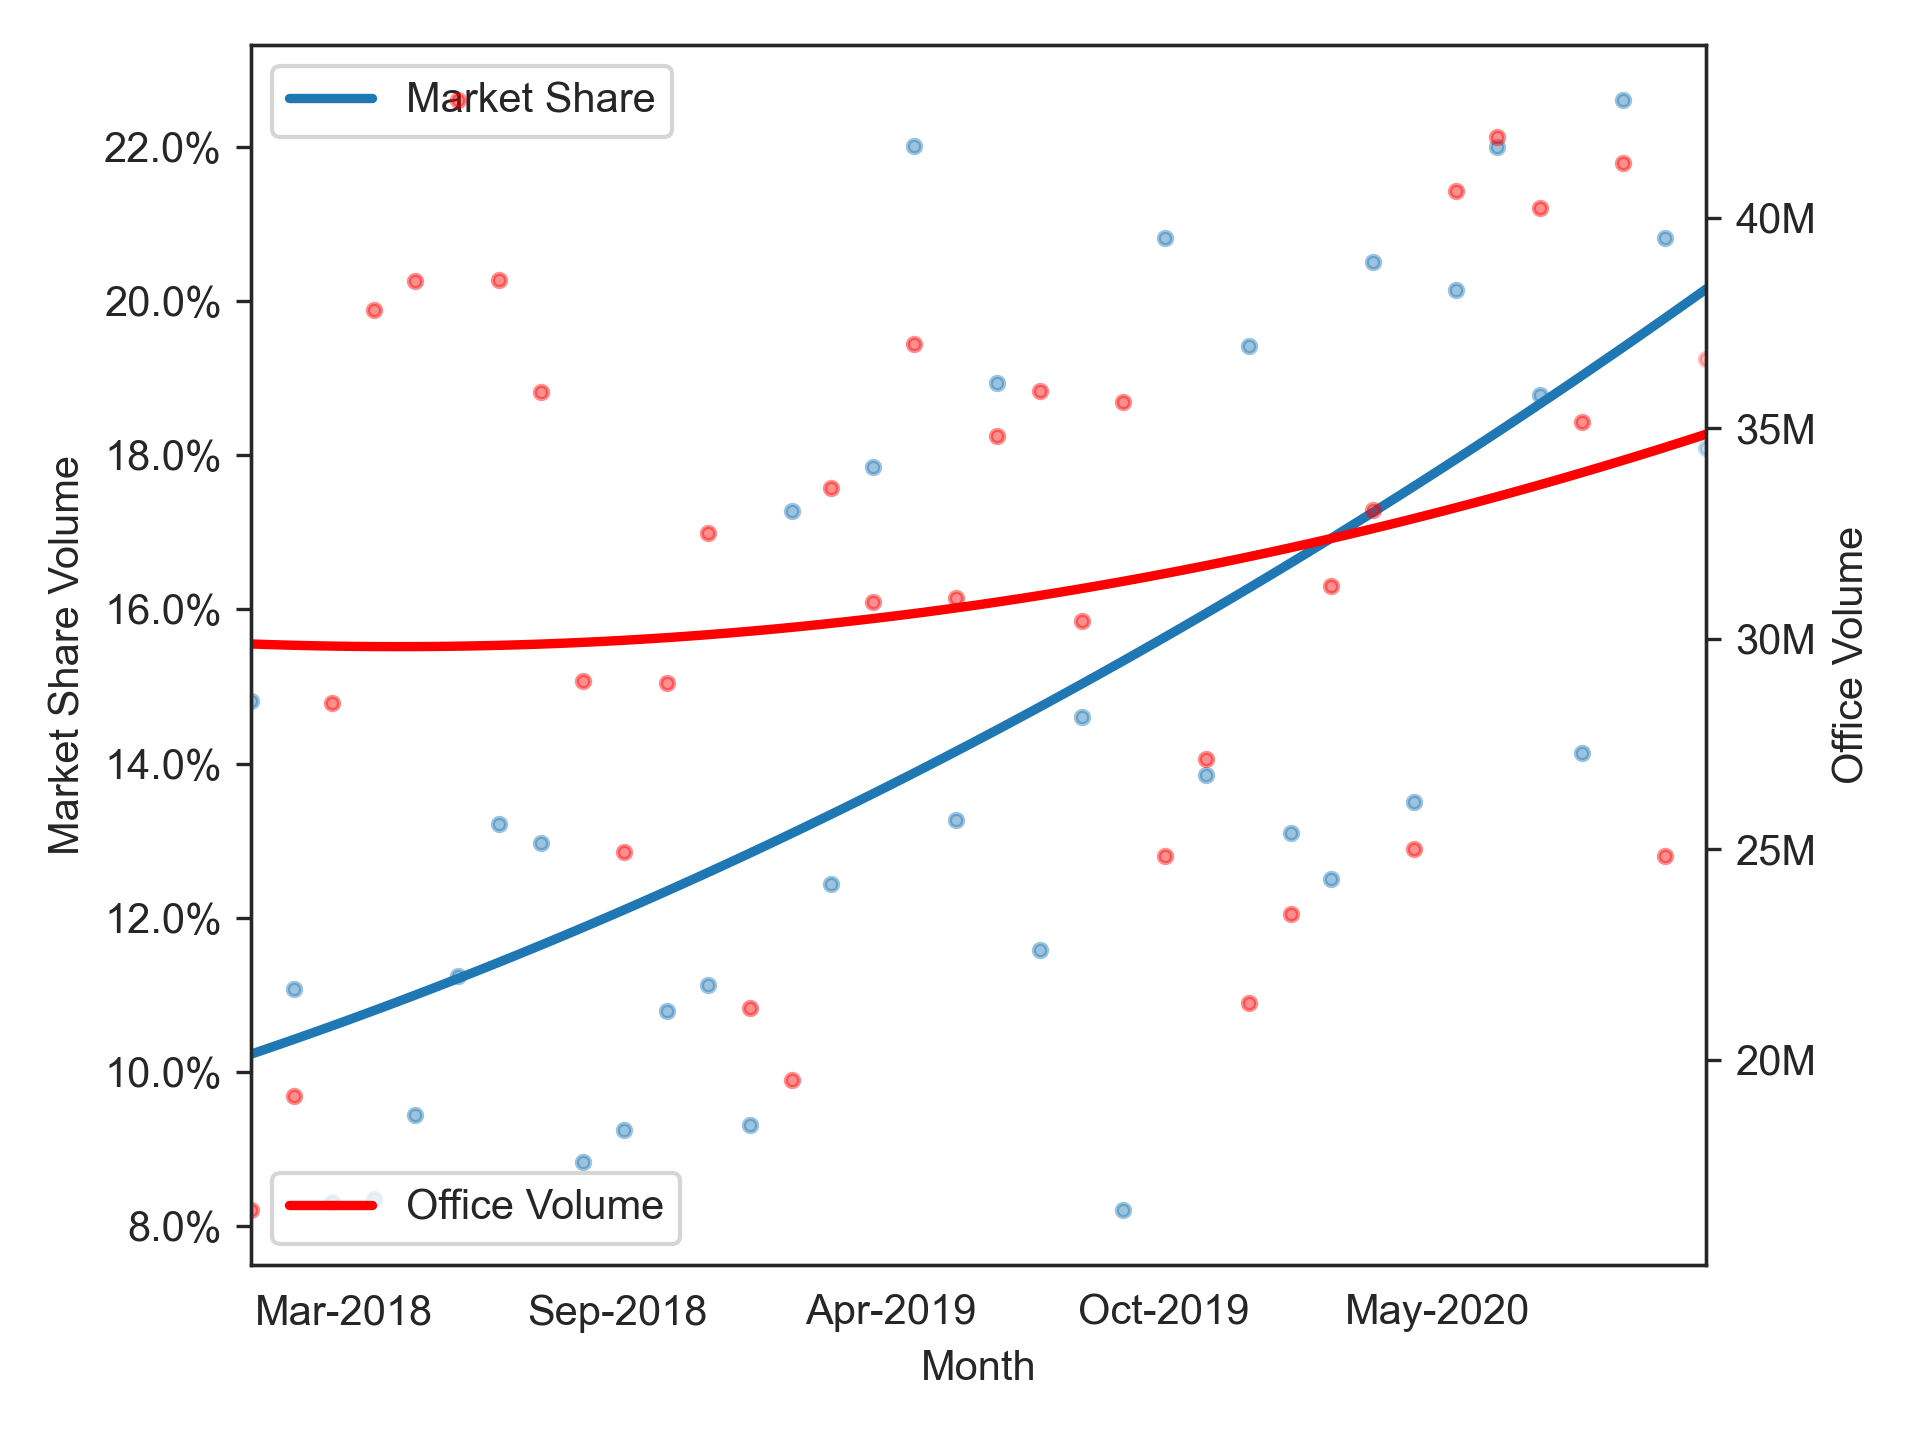 Market Share
22.0%
20.0%
18.0%
16.0%
14.0%
12.0%
10.0%
8.0%
Market Share Volume
40M
35M
30M
25M
20M
Office Volume
Office Volume
Mar-2018
Sep-2018
Apr-2019
Oct-2019
May-2020
Month